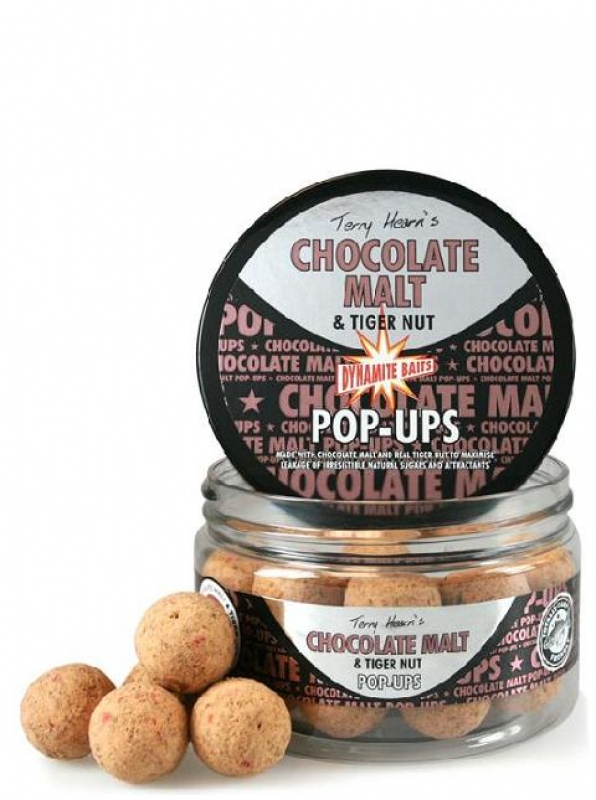 Terry Hearn's
CHOCOLATE
MALT
& TIGER NUT
DYNAMITE BAITS
POP-UPS
MADE WITH CHOCOLATE MALT AND REAL TIGER NUT TO MAXIMISE
LEAKAGE OF IRRESISTIBLE NATURAL SUGARS AND ATTRACTANTS
Terry Hearn's
CHOCOLATE MALT
& TIGER NUT
POP-UPS